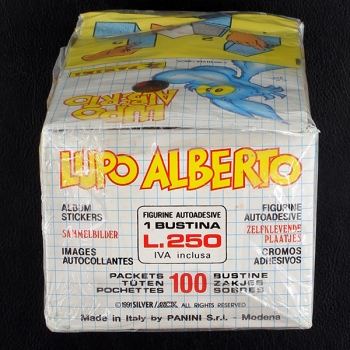 LUPO
ALBERTO
LUPO ALBERTO
ALBUM
STICKERS
SAMMELBILDER
IMAGES
AUTOCOLLANTES
FIGURINE AUTOADESIVE
1 BUSTINA
L.250
IVA inclusa
FIGURINE
AUTOADESIVE
ZELFKLEVENDE
PLAATJES
CROMOS
ADHESIVOS
PACKETS
TÜTEN
POCHETTES
100
BUSTINE
ZAKJES
SOBRES
©1991 SILVER/MCK ALL RIGHTS RESERVED
Made in Italy by PANINI S.r.l. - Modena